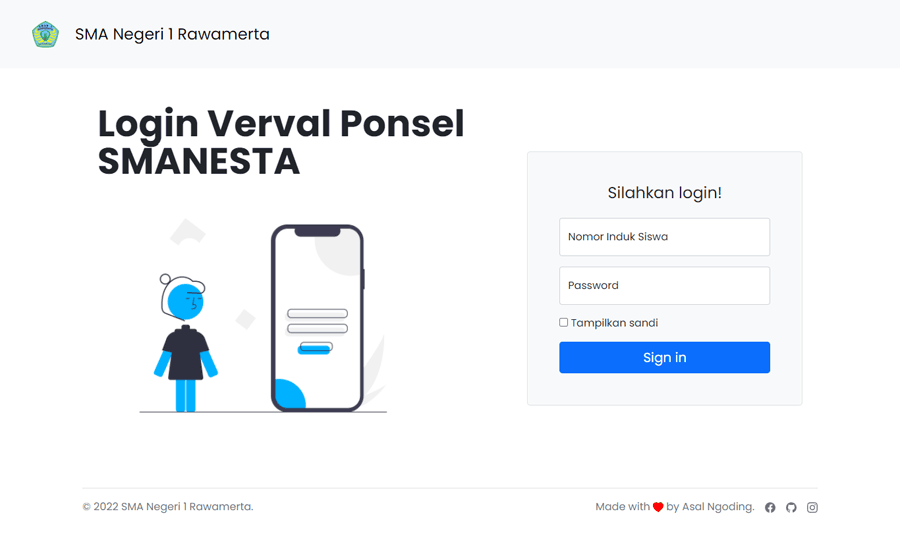 SMA Negeri 1 Rawamerta
Login Verval Ponsel
SMANESTA
Silahkan login!
Nomor Induk Siswa
Password
Tampilkan sandi
Sign in
© 2022 SMA Negeri 1 Rawamerta.
Made with ❤ by Asal Ngoding.